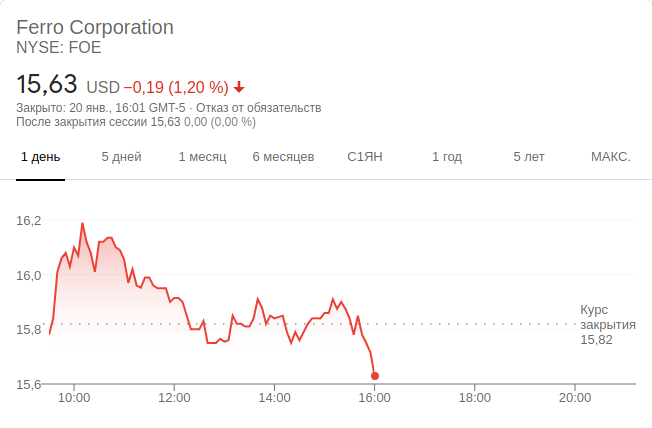 Ferro Corporation
NYSE: FOE
15,63 USD −0,19 (1,20 %)
Закрыто: 20 янв., 16:01 GMT-5 · Отказ от обязательств
После закрытия сессии 15,63 0,00 (0,00 %)
1 день 5 дней 1 месяц 6 месяцев С1ЯН 1 год 5 лет МАКС.
16,2
16,0
15,8
15,6
Курс
закрытия
15,82
10:00 12:00 14:00 16:00 18:00 20:00